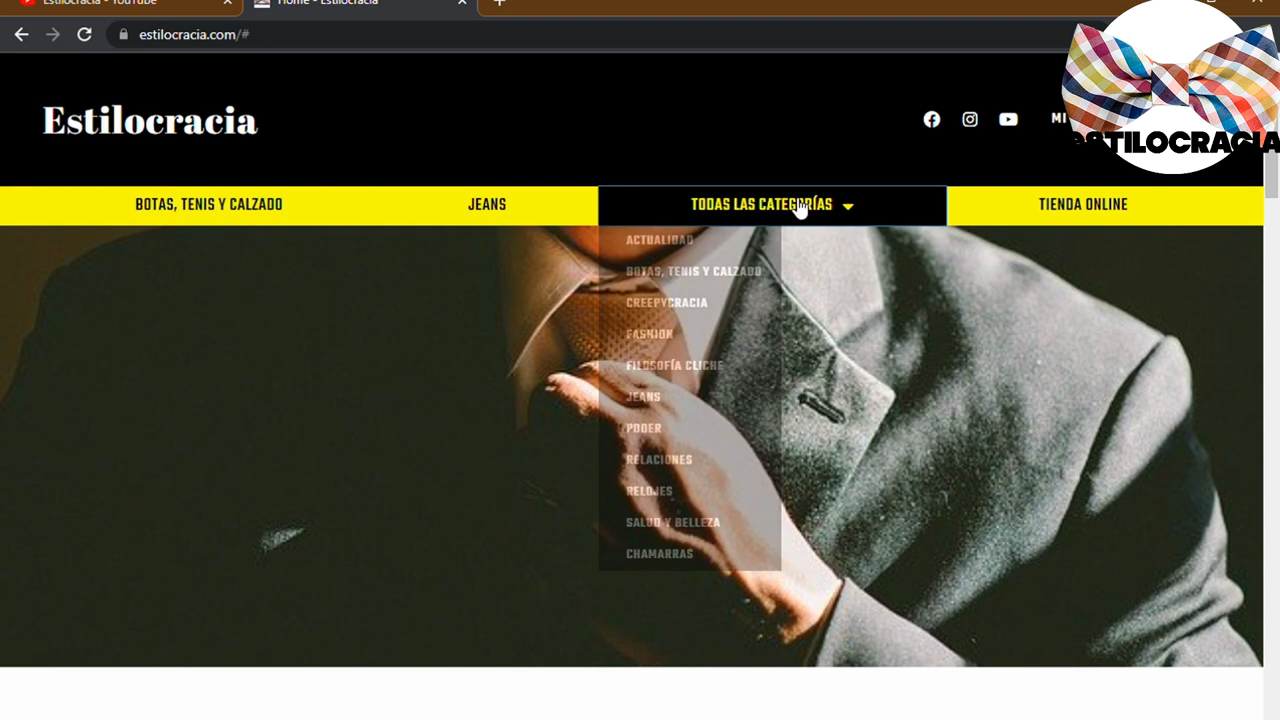 Estilocracia - YouTube
Home - Estilocracia
estilocracia.com/#
Estilocracia
MI
ESTILOCRACIA
BOTAS, TENIS Y CALZADO
JEANS
TODAS LAS CATEGORÍAS
TIENDA ONLINE
ACTUALIDAD
BOTAS, TENIS Y CALZADO
CREEPYCRACIA
FASHION
FILOSOFÍA CLICHE
JEANS
PODER
RELACIONES
RELOJES
SALUD Y BELLEZA
CHAMARRAS